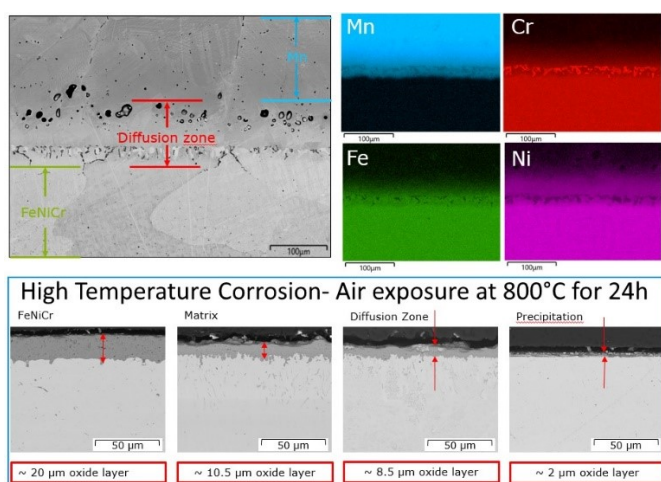 Mn
Diffusion zone
FeNiCr
100μm
Mn
Cr
100μm
100μm
Fe
Ni
100μm
100μm
High Temperature Corrosion- Air exposure at 800°C for 24h
FeNiCr
Matrix
Diffusion Zone
Precipitation
50 μm
50 μm
50 μm
50 μm
~ 20 μm oxide layer
~ 10.5 μm oxide layer
~ 8.5 μm oxide layer
~ 2 μm oxide layer